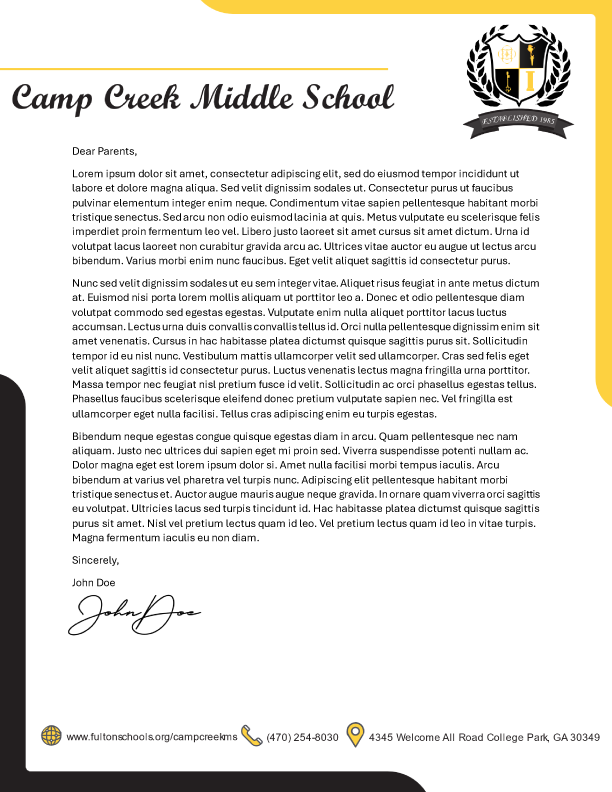 Camp Creek Middle School
ESTABLISHED 1985
Dear Parents,
Lorem ipsum dolor sit amet, consectetur adipiscing elit, sed do eiusmod tempor incididunt ut
labore et dolore magna aliqua. Sed velit dignissim sodales ut. Consectetur purus ut faucibus
pulvinar elementum integer enim neque. Condimentum vitae sapien pellentesque habitant morbi
tristique senectus. Sed arcu non odio euismod lacinia at quis. Metus vulputate eu scelerisque felis
imperdiet proin fermentum leo vel. Libero justo laoreet sit amet cursus sit amet dictum. Urna id
volutpat lacus laoreet non curabitur gravida arcu ac. Ultrices vitae auctor eu augue ut lectus arcu
bibendum. Varius morbi enim nunc faucibus. Eget velit aliquet sagittis id consectetur purus.
Nunc sed velit dignissim sodales ut eu sem integer vitae. Aliquet risus feugiat in ante metus dictum
at. Euismod nisi porta lorem mollis aliquam ut porttitor leo a. Donec et odio pellentesque diam
volutpat commodo sed egestas egestas. Vulputate enim nulla aliquet porttitor lacus luctus
accumsan. Lectus urna duis convallis convallis tellus id. Orci nulla pellentesque dignissim enim sit
amet venenatis. Cursus in hac habitasse platea dictumst quisque sagittis purus sit. Sollicitudin
tempor id eu nisl nunc. Vestibulum mattis ullamcorper velit sed ullamcorper. Cras sed felis eget
velit aliquet sagittis id consectetur purus. Luctus venenatis lectus magna fringilla urna porttitor.
Massa tempor nec feugiat nisl pretium fusce id velit. Sollicitudin ac orci phasellus egestas tellus.
Phasellus faucibus scelerisque eleifend donec pretium vulputate sapien nec. Vel fringilla est
ullamcorper eget nulla facilisi. Tellus cras adipiscing enim eu turpis egestas.
Bibendum neque egestas congue quisque egestas diam in arcu. Quam pellentesque nec nam
aliquam. Justo nec ultrices dui sapien eget mi proin sed. Viverra suspendisse potenti nullam ac.
Dolor magna eget est lorem ipsum dolor si. Amet nulla facilisi morbi tempus iaculis. Arcu
bibendum at varius vel pharetra vel turpis nunc. Adipiscing elit pellentesque habitant morbi
tristique senectus et. Auctor augue mauris augue neque gravida. In ornare quam viverra orci sagittis
eu volutpat. Ultricies lacus sed turpis tincidunt id. Hac habitasse platea dictumst quisque sagittis
purus sit amet. Nisl vel pretium lectus quam id leo. Vel pretium lectus quam id leo in vitae turpis.
Magna fermentum iaculis eu non diam.
Sincerely,
John Doe
John Doe
www.fultonschools.org/campcreekms (470) 254-8030 4345 Welcome All Road College Park, GA 30349